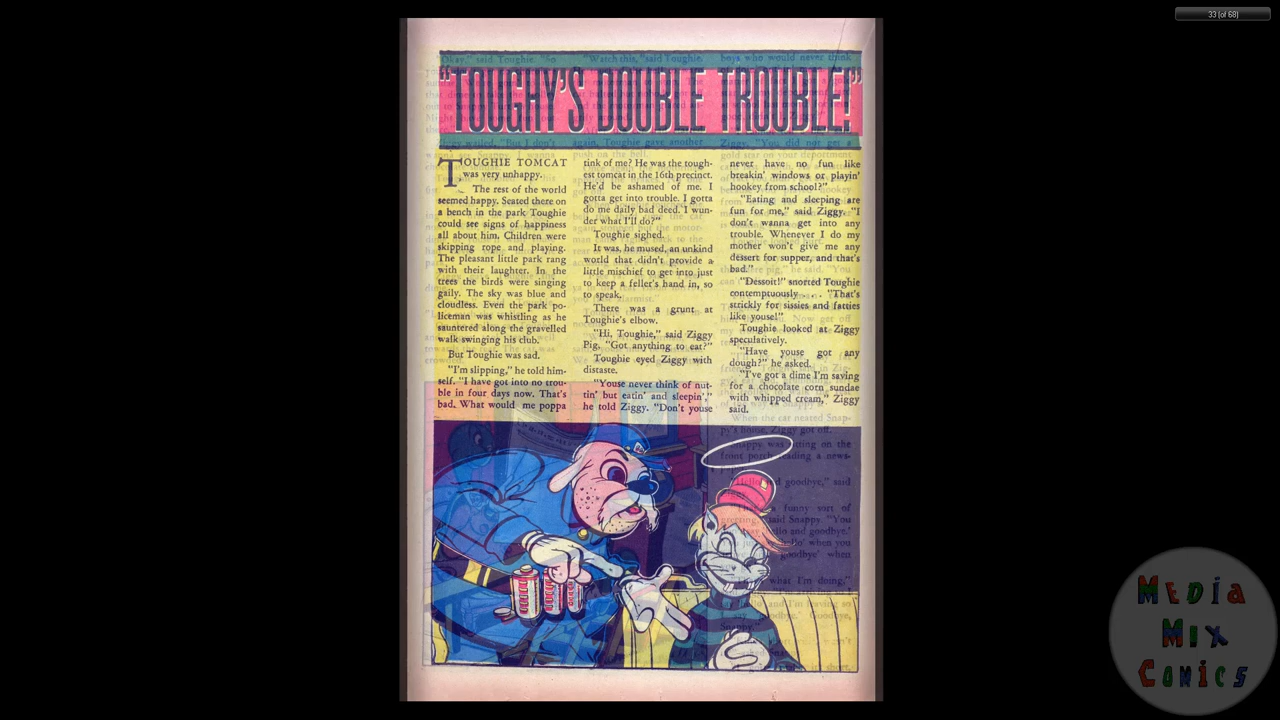 33 (of 68)
"TOUGHY'S DOUBLE TROUBLE!"
TOUGHIE TOMCAT
was very unhappy.
The rest of the world
seemed happy. Seated there on
a bench in the park Toughie
could see signs of happiness
all about him. Children were
skipping rope and playing.
The pleasant little park rang
with their laughter. In the
trees the birds were singing
gaily. The sky was blue and
cloudless. Even the park po-
liceman was whistling as he
sauntered along the gravelled
walk swinging his club.
But Toughie was sad.
"I'm slipping," he told him-
self. "I have got into no trou-
ble in four days now. That's
bad. What would me poppa
tink of me? He was the tough-
est tomcat in the 16th precinct.
He'd be ashamed of me. I
gotta get into trouble. I gotta
do me daily bad deed. I wun-
der what I'll do?"
Toughie sighed.
It was, he mused, an unkind
world that didn't provide a
little mischief to get into just
to keep a feller's hand in, so
to speak.
There was a grunt at
Toughie's elbow.
"Hi, Toughie," said Ziggy
Pig. "Got anything to eat?"
Toughie eyed Ziggy with
distaste.
"Youse never think of nut-
tin' but eatin' and sleepin',"
he told Ziggy. "Don't youse
never have no fun like
breakin' windows or playin'
hookey from school?"
"Eating and sleeping are
fun for me," said Ziggy. "I
don't wanna get into any
trouble. Whenever I do my
mother won't give me any
dessert for supper, and that's
bad."
"Dessoit!" snorted Toughie
contemptuously . . . "That's
strickly for sissies and fatties
like youse!"
Toughie looked at Ziggy
speculatively.
"Have youse got any
dough?" he asked.
"I've got a dime I'm saving
for a chocolate corn sundae
with whipped cream," Ziggy
said.
MEDiA
Mix
Comics